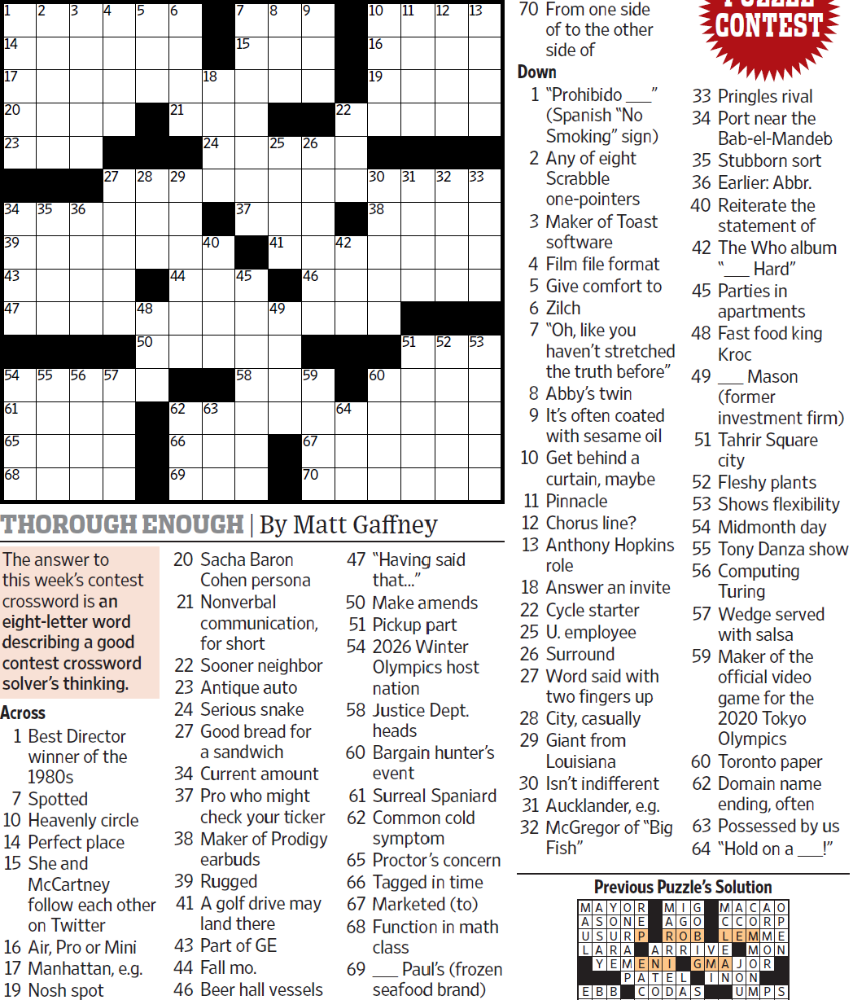 1 2 3 4 5 6 7 8 9 10 11 12 13
14 15 16
17 18 19
20 21 22
23 24 25 26
27 28 29 30 31 32 33
34 35 36 37 38
39 40 41 42
43 44 45 46
47 48 49
50 51 52 53
54 55 56 57 58 59 60
61 62 63 64
65 66 67
68 69 70
THOROUGH ENOUGH | By Matt Gaffney
The answer to
this week's contest
crossword is an
eight-letter word
describing a good
contest crossword
solver's thinking.
Across
1 Best Director
winner of the
1980s
7 Spotted
10 Heavenly circle
14 Perfect place
15 She and
McCartney
follow each other
on Twitter
16 Air, Pro or Mini
17 Manhattan, e.g.
19 Nosh spot
20 Sacha Baron
Cohen persona
21 Nonverbal
communication,
for short
22 Sooner neighbor
23 Antique auto
24 Serious snake
27 Good bread for
a sandwich
34 Current amount
37 Pro who might
check your ticker
38 Maker of Prodigy
earbuds
39 Rugged
41 A golf drive may
land there
43 Part of GE
44 Fall mo.
46 Beer hall vessels
47 “Having said
that...”
50 Make amends
51 Pickup part
54 2026 Winter
Olympics host
nation
58 Justice Dept.
heads
60 Bargain hunter's
event
61 Surreal Spaniard
62 Common cold
symptom
65 Proctor's concern
66 Tagged in time
67 Marketed (to)
68 Function in math
class
69 ___ Paul's (frozen
seafood brand)
70 From one side
of to the other
side of
Down
1 “Prohibido ___”
(Spanish “No
Smoking” sign)
2 Any of eight
Scrabble
one-pointers
3 Maker of Toast
software
4 Film file format
5 Give comfort to
6 Zilch
7 “Oh, like you
haven't stretched
the truth before”
8 Abby's twin
9 It's often coated
with sesame oil
10 Get behind a
curtain, maybe
11 Pinnacle
12 Chorus line?
13 Anthony Hopkins
role
18 Answer an invite
22 Cycle starter
25 U. employee
26 Surround
27 Word said with
two fingers up
28 City, casually
29 Giant from
Louisiana
30 Isn't indifferent
31 Aucklander, e.g.
32 McGregor of “Big
Fish”
CONTEST
33 Pringles rival
34 Port near the
Bab-el-Mandeb
35 Stubborn sort
36 Earlier: Abbr.
40 Reiterate the
statement of
42 The Who album
“___ Hard”
45 Parties in
apartments
48 Fast food king
Kroc
49 ___ Mason
(former
investment firm)
51 Tahrir Square
city
52 Fleshy plants
53 Shows flexibility
54 Midmonth day
55 Tony Danza show
56 Computing
Turing
57 Wedge served
with salsa
59 Maker of the
official video
game for the
2020 Tokyo
Olympics
60 Toronto paper
62 Domain name
ending, often
63 Possessed by us
64 “Hold on a ___!”
Previous Puzzle's Solution
MAYOR MIG MACAO
ASONE AGO CCORP
USURP ROB LEMME
LARA ARRIVE MON
YEMENI GMAJOR
PATEL INON
EBB CODAS UMPS